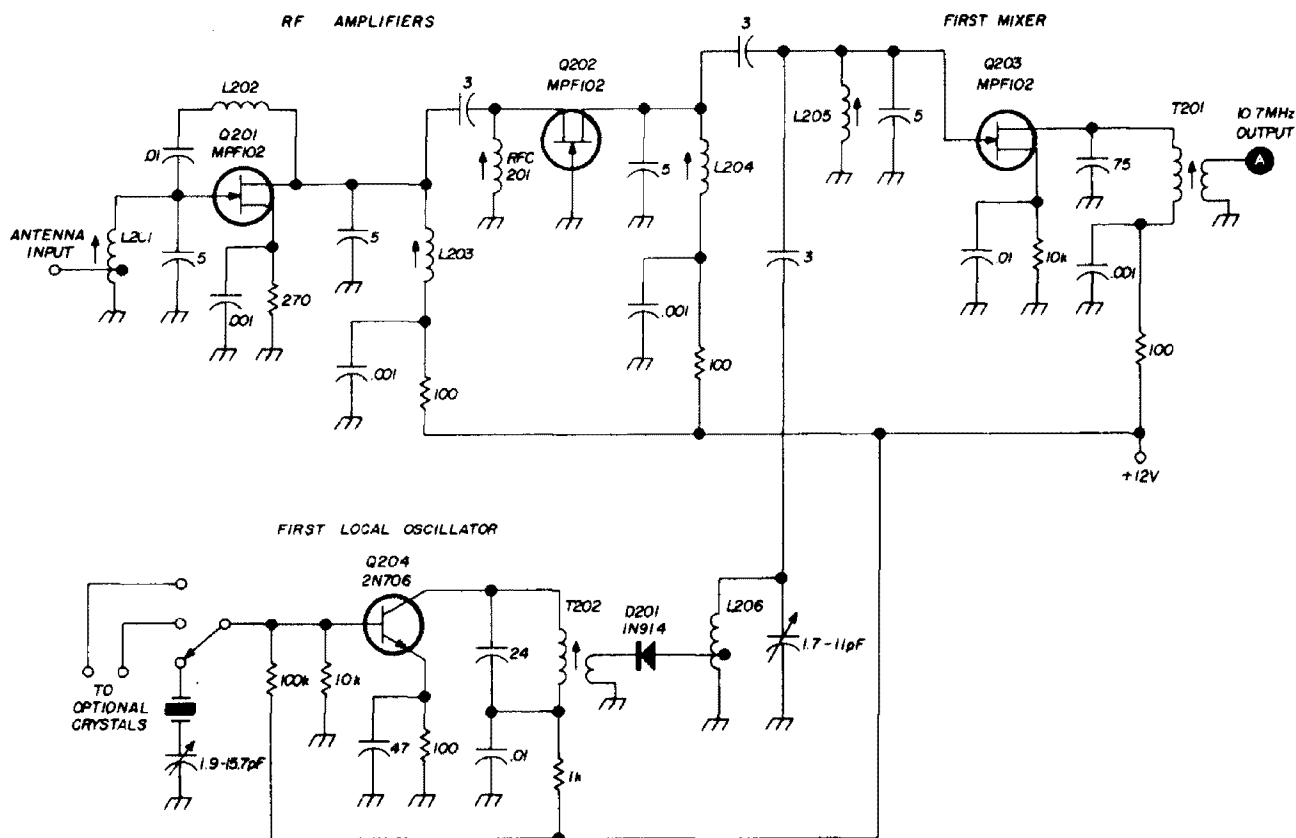 RF AMPLIFIERS
FIRST MIXER
3
Q202
MPF102
3
Q203
MPF102
L202
Q201
MPF102
.01
T201
10.7MHz
OUTPUT
A
RFC
201
5
L204
L205
5
75
ANTENNA
INPUT
L201
5
5
L203
3
.01
10k
.001
.001
270
.001
.001
100
100
100
+12V
FIRST LOCAL OSCILLATOR
Q204
2N706
T202
D201
1N914
L206
1.7-11pF
24
TO
OPTIONAL
CRYSTALS
100k
10k
1.9-15.7pF
47
100
.01
1k